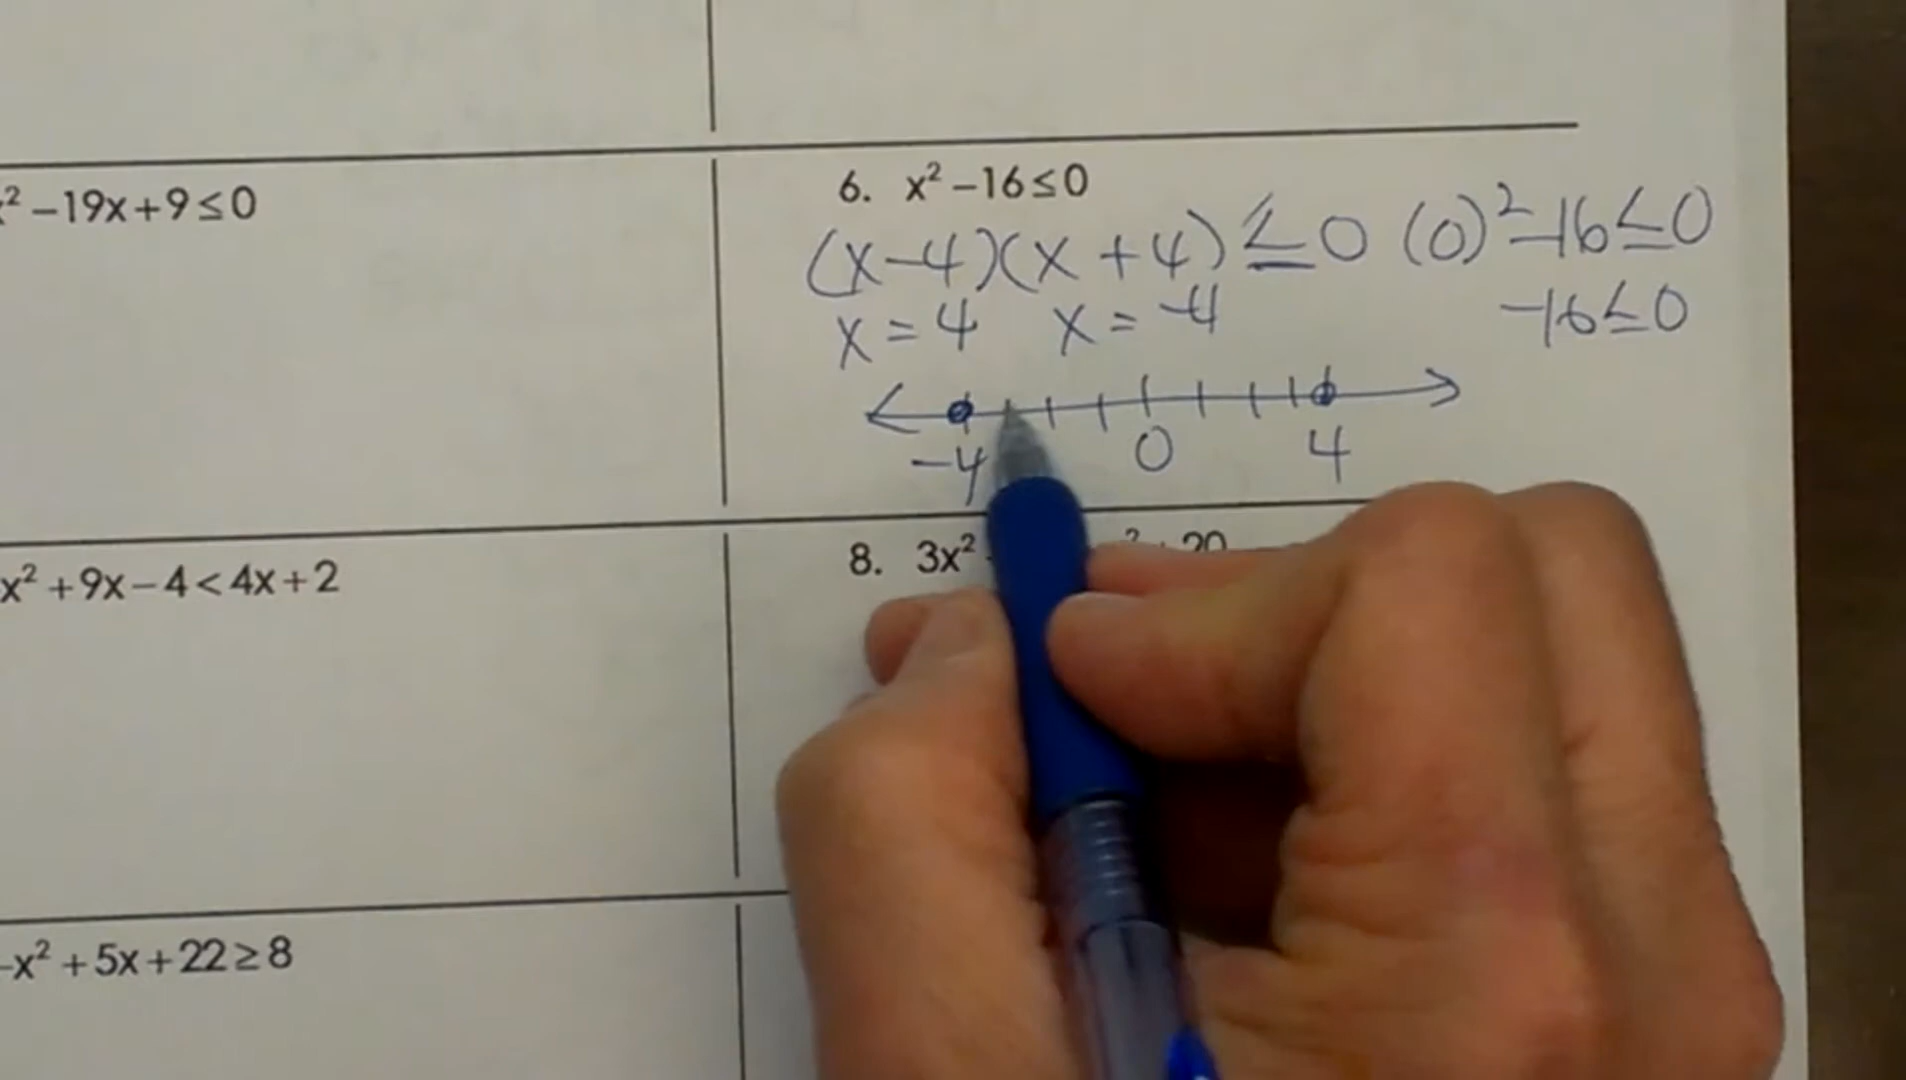 ² −19x+9≤0
6. x² −16≤0
(x−4)(x+4)≤0 (0)²−16≤0
x=4 x=−4 −16≤0
−4 0 4
x² +9x−4<4x+2
8. 3x²
-x² +5x+22≥8